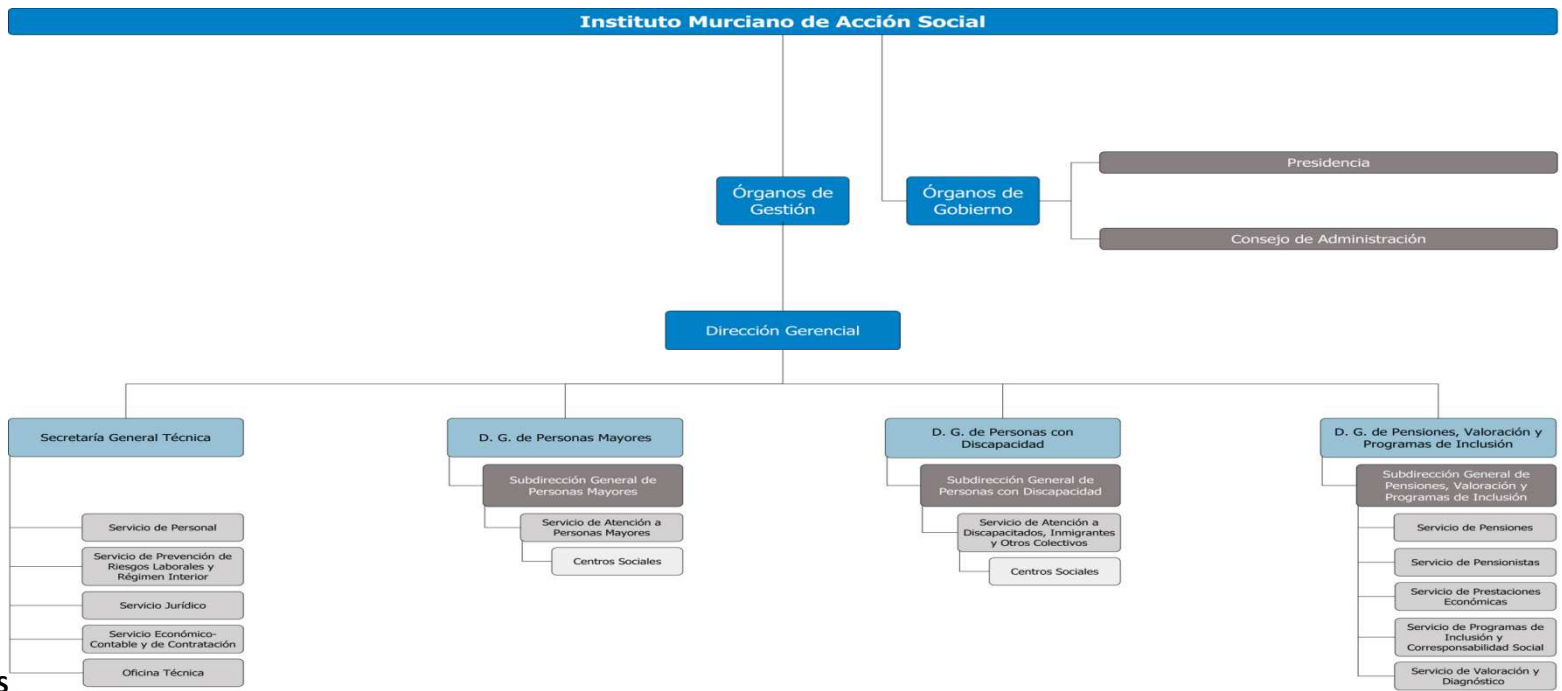 Instituto Murciano de Acción Social
Presidencia
Órganos de
Gestión
Órganos de
Gobierno
Consejo de Administración
Dirección Gerencial
Secretaría General Técnica
D. G. de Personas Mayores
D. G. de Personas con
Discapacidad
D. G. de Pensiones, Valoración y
Programas de Inclusión
Subdirección General de
Personas Mayores
Subdirección General de
Personas con Discapacidad
Subdirección General de
Pensiones, Valoración y
Programas de Inclusión
Servicio de Personal
Servicio de Prevención de
Riesgos Laborales y
Régimen Interior
Servicio Jurídico
Servicio Económico-
Contable y de Contratación
Oficina Técnica
Servicio de Atención a
Personas Mayores
Centros Sociales
Servicio de Atención a
Discapacitados, Inmigrantes
y Otros Colectivos
Centros Sociales
Servicio de Pensiones
Servicio de Pensionistas
Servicio de Prestaciones
Económicas
Servicio de Programas de
Inclusión y
Corresponsabilidad Social
Servicio de Valoración y
Diagnóstico
s